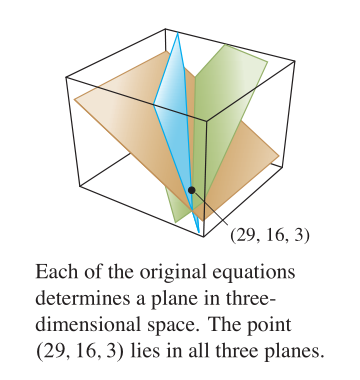 (29, 16, 3)
Each of the original equations
determines a plane in three-
dimensional space. The point
(29, 16, 3) lies in all three planes.